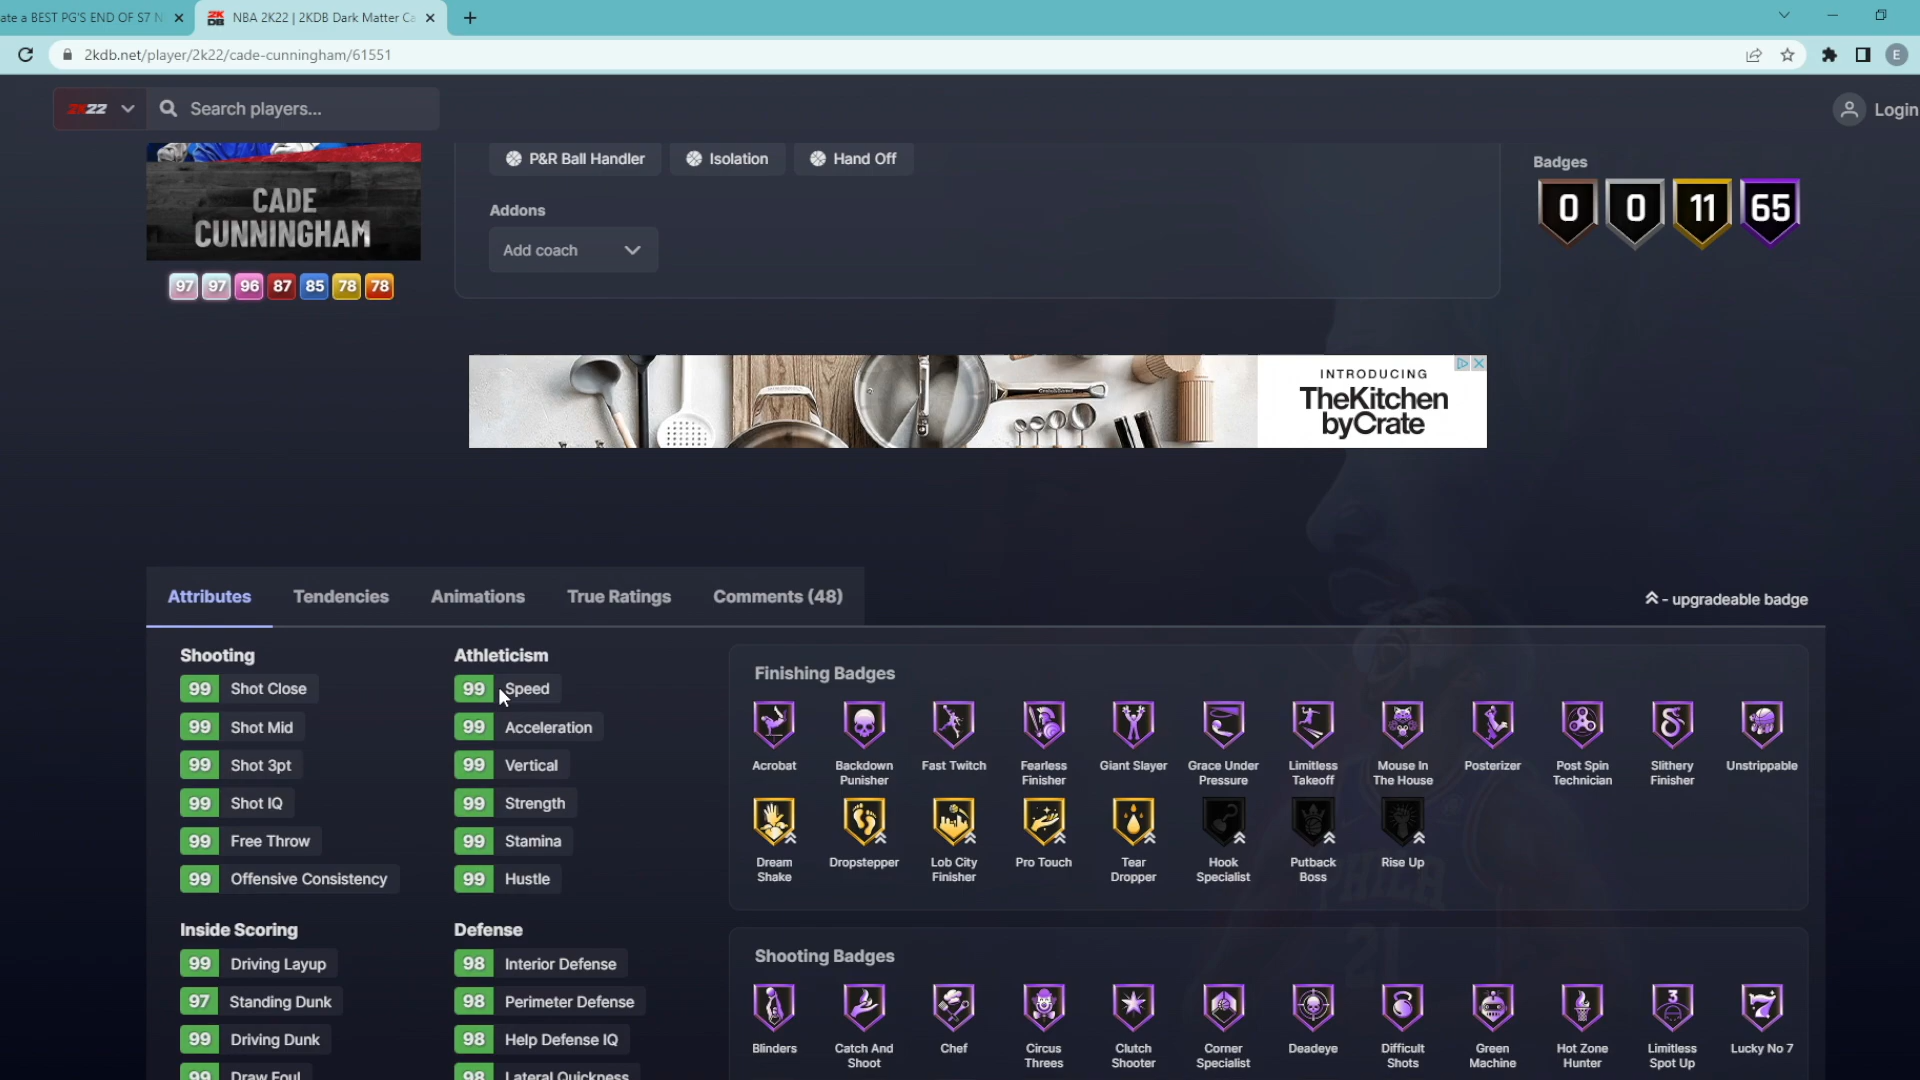 ate a BEST PG'S END OF S7 N
NBA 2K22 | 2KDB Dark Matter Ca
2kdb.net/player/2k22/cade-cunningham/61551
E
2K22
Search players...
Login
CADE
CUNNINGHAM
97 97 96 87 85 78 78
P&R Ball Handler
Isolation
Hand Off
Addons
Add coach
Badges
0 0 11 65
INTRODUCING
TheKitchen
byCrate
Attributes
Tendencies
Animations
True Ratings
Comments (48)
- upgradeable badge
Shooting
99 Shot Close
99 Shot Mid
99 Shot 3pt
99 Shot IQ
99 Free Throw
99 Offensive Consistency
Inside Scoring
99 Driving Layup
97 Standing Dunk
99 Driving Dunk
99 Draw Foul
Athleticism
99 Speed
99 Acceleration
99 Vertical
99 Strength
99 Stamina
99 Hustle
Defense
98 Interior Defense
98 Perimeter Defense
98 Help Defense IQ
98 Lateral Quickness
Finishing Badges
Acrobat
Backdown
Punisher
Fast Twitch
Fearless
Finisher
Giant Slayer
Grace Under
Pressure
Limitless
Takeoff
Mouse In
The House
Posterizer
Post Spin
Technician
Slithery
Finisher
Unstrippable
Dream
Shake
Dropstepper
Lob City
Finisher
Pro Touch
Tear
Dropper
Hook
Specialist
Putback
Boss
Rise Up
PHILA
21
Shooting Badges
Blinders
Catch And
Shoot
Chef
Circus
Threes
Clutch
Shooter
Corner
Specialist
Deadeye
Difficult
Shots
Green
Machine
Hot Zone
Hunter
3
Limitless
Spot Up
7
Lucky No 7